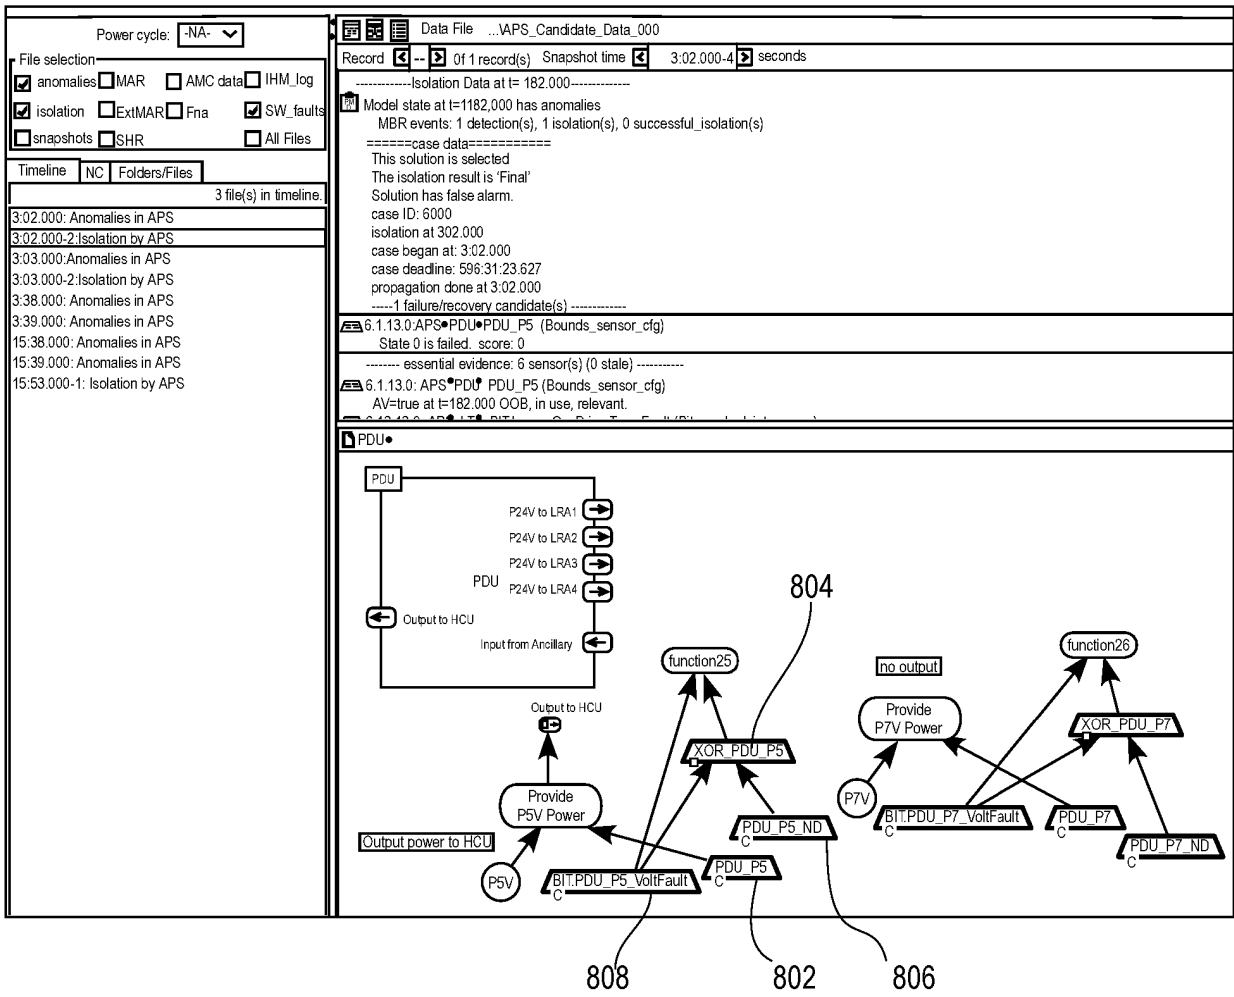 Power cycle: -NA-
File selection
anomalies MAR AMC data IHM_log
isolation ExtMAR Fna SW_faults
snapshots SHR All Files
Timeline NC Folders/Files
3 file(s) in timeline.
3:02.000: Anomalies in APS
3:02.000-2:Isolation by APS
3:03.000:Anomalies in APS
3:03.000-2:Isolation by APS
3:38.000: Anomalies in APS
3:39.000: Anomalies in APS
15:38.000: Anomalies in APS
15:39.000: Anomalies in APS
15:53.000-1: Isolation by APS
Data File ...\APS_Candidate_Data_000
Record -- 0f 1 record(s) Snapshot time 3:02.000-4 seconds
-------------Isolation Data at t= 182.000--------------
Model state at t=1182,000 has anomalies
MBR events: 1 detection(s), 1 isolation(s), 0 successful_isolation(s)
======case data===========
This solution is selected
The isolation result is ‘Final’
Solution has false alarm.
case ID: 6000
isolation at 302.000
case began at: 3:02.000
case deadline: 596:31:23.627
propagation done at 3:02.000
-----1 failure/recovery candidate(s) -------------
6.1.13.0:APS•PDU•PDU_P5 (Bounds_sensor_cfg)
State 0 is failed. score: 0
-------- essential evidence: 6 sensor(s) (0 stale) -----------
6.1.13.0: APS•PDU• PDU_P5 (Bounds_sensor_cfg)
AV=true at t=182.000 OOB, in use, relevant.
PDU•
PDU
P24V to LRA1
P24V to LRA2
P24V to LRA3
PDU
P24V to LRA4
Output to HCU
Input from Ancillary
804
function25
function26
no output
Output to HCU
Provide
P7V Power
XOR_PDU_P5
XOR_PDU_P7
Provide
P5V Power
P7V
Output power to HCU
PDU_P5_ND
C
BIT.PDU_P7_VoltFault
C
PDU_P7
C
PDU_P7_ND
C
P5V
BIT.PDU_P5_VoltFault
C
PDU_P5
C
808
802
806